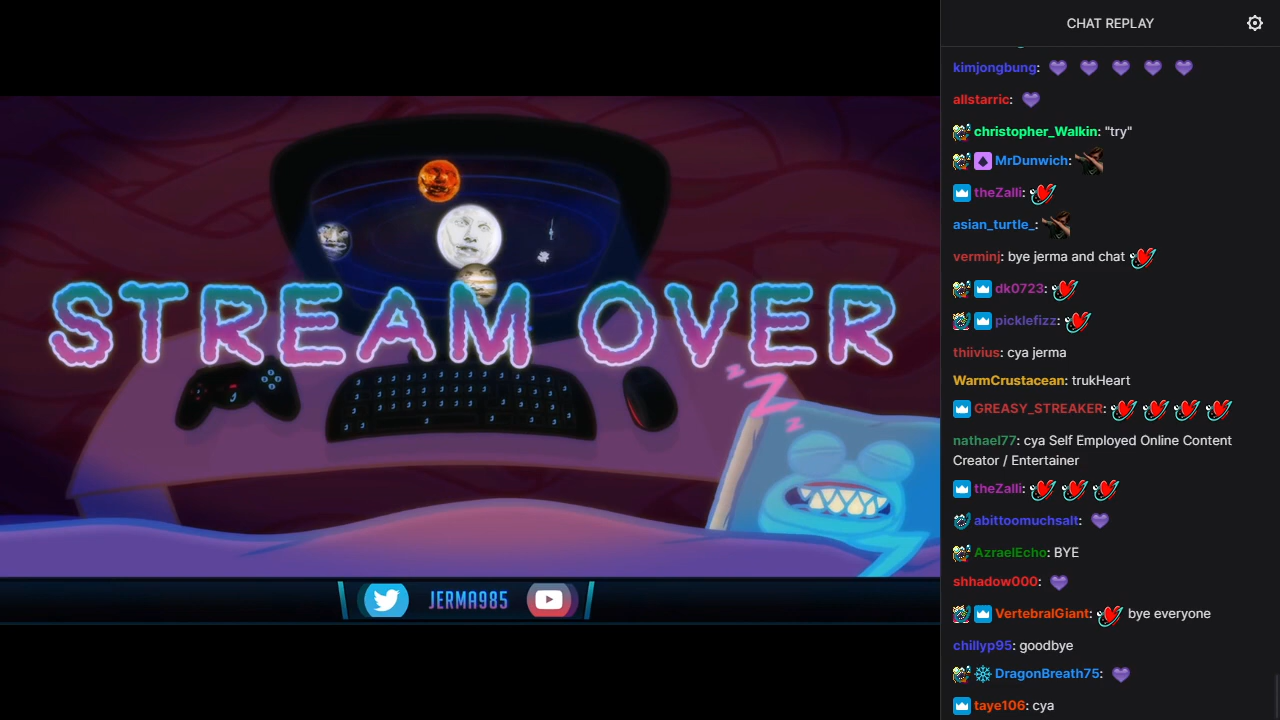 CHAT REPLAY
kimjongbung:
allstarric:
christopher_Walkin: "try"
MrDunwich:
theZalli:
asian_turtle_:
verminj: bye jerma and chat
dk0723:
picklefizz:
thiivius: cya jerma
WarmCrustacean: trukHeart
GREASY_STREAKER:
nathael77: cya Self Employed Online Content
Creator / Entertainer
theZalli:
abittoomuchsalt:
AzraelEcho: BYE
shhadow000:
VertebralGiant: bye everyone
chillyp95: goodbye
DragonBreath75:
taye106: cya
STREAM OVER
z Z z
JERMA985